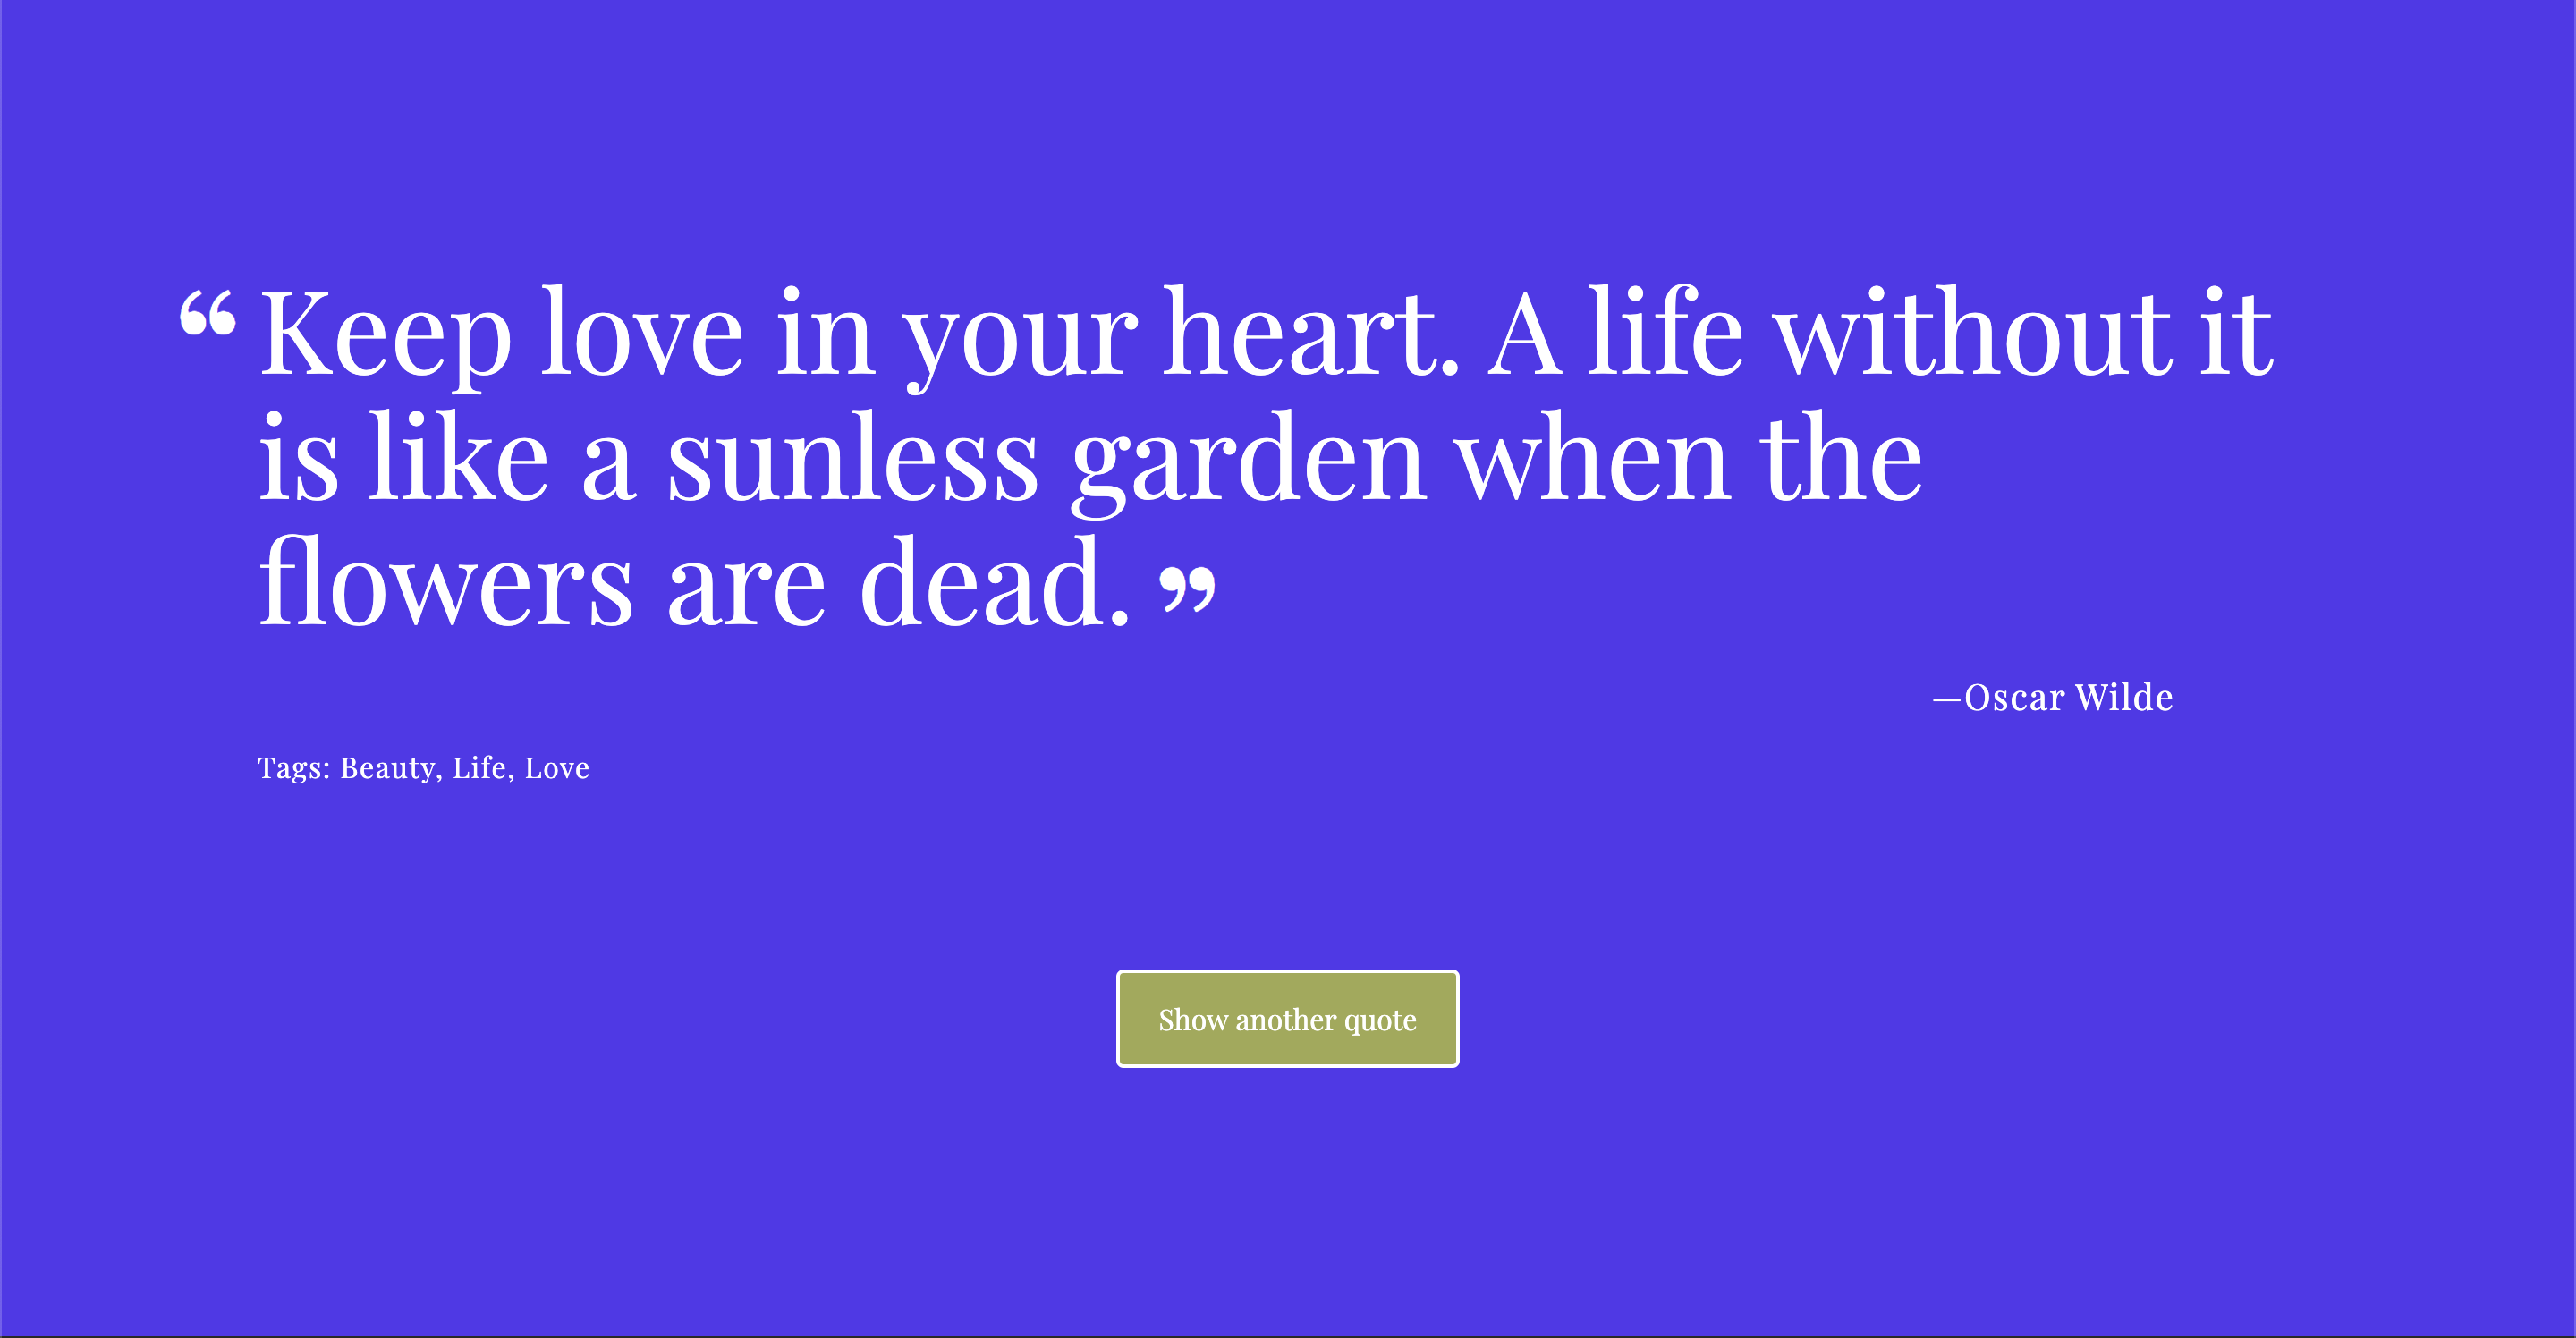 “Keep love in your heart. A life without it
is like a sunless garden when the
flowers are dead.”
—Oscar Wilde
Tags: Beauty, Life, Love
Show another quote